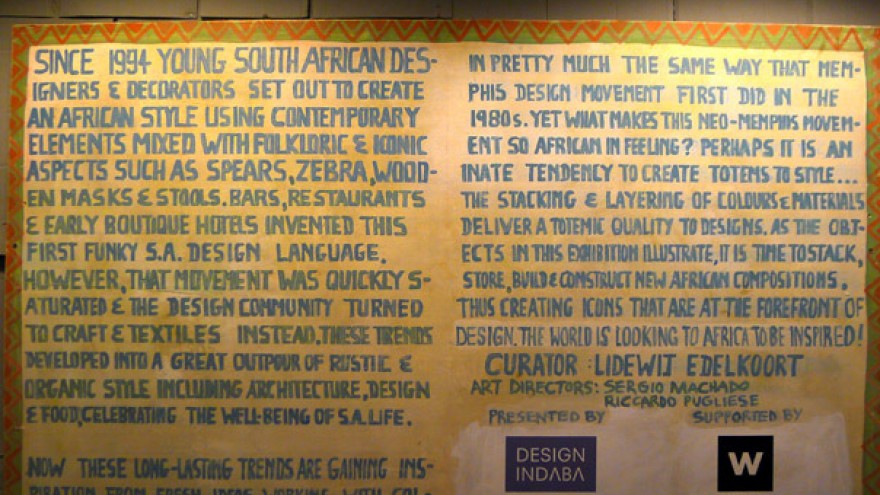 SINCE 1994 YOUNG SOUTH AFRICAN DES-
IGNERS & DECORATORS SET OUT TO CREATE
AN AFRICAN STYLE USING CONTEMPORARY
ELEMENTS MIXED WITH FOLKLORIC & ICONIC
ASPECTS SUCH AS SPEARS, ZEBRA, WOOD-
EN MASKS & STOOLS. BARS, RESTAURANTS
& EARLY BOUTIQUE HOTELS INVENTED THIS
FIRST FUNKY S.A. DESIGN LANGUAGE.
HOWEVER, THAT MOVEMENT WAS QUICKLY S-
ATURATED & THE DESIGN COMMUNITY TURNED
TO CRAFT & TEXTILES INSTEAD. THESE TRENDS
DEVELOPED INTO A GREAT OUTPOUR OF RUSTIC &
ORGANIC STYLE INCLUDING ARCHITECTURE, DESIGN
& FOOD, CELEBRATING THE WELL-BEING OF S.A. LIFE.
NOW THESE LONG-LASTING TRENDS ARE GAINING INS-
PIRATION FROM FRESH IDEAS WORKING WITH COL-
IN PRETTY MUCH THE SAME WAY THAT MEM-
PHIS DESIGN MOVEMENT FIRST DID IN THE
1980s. YET WHAT MAKES THIS NEO-MEMPHIS MOVEM-
ENT SO AFRICAN IN FEELING? PERHAPS IT IS AN
INATE TENDENCY TO CREATE TOTEMS TO STYLE...
THE STACKING & LAYERING OF COLOURS & MATERIALS
DELIVER A TOTEMIC QUALITY TO DESIGNS. AS THE OBJ-
ECTS IN THIS EXHIBITION ILLUSTRATE, IT IS TIME TO STACK,
STORE, BUILD & CONSTRUCT NEW AFRICAN COMPOSITIONS.
THUS CREATING ICONS THAT ARE AT THE FOREFRONT OF
DESIGN. THE WORLD IS LOOKING TO AFRICA TO BE INSPIRED!
CURATOR : LIDEWIJ EDELKOORT
ART DIRECTORS: SERGIO MACHADO
RICCARDO PUGLIESE
PRESENTED BY SUPPORTED BY
DESIGN
INDABA
W